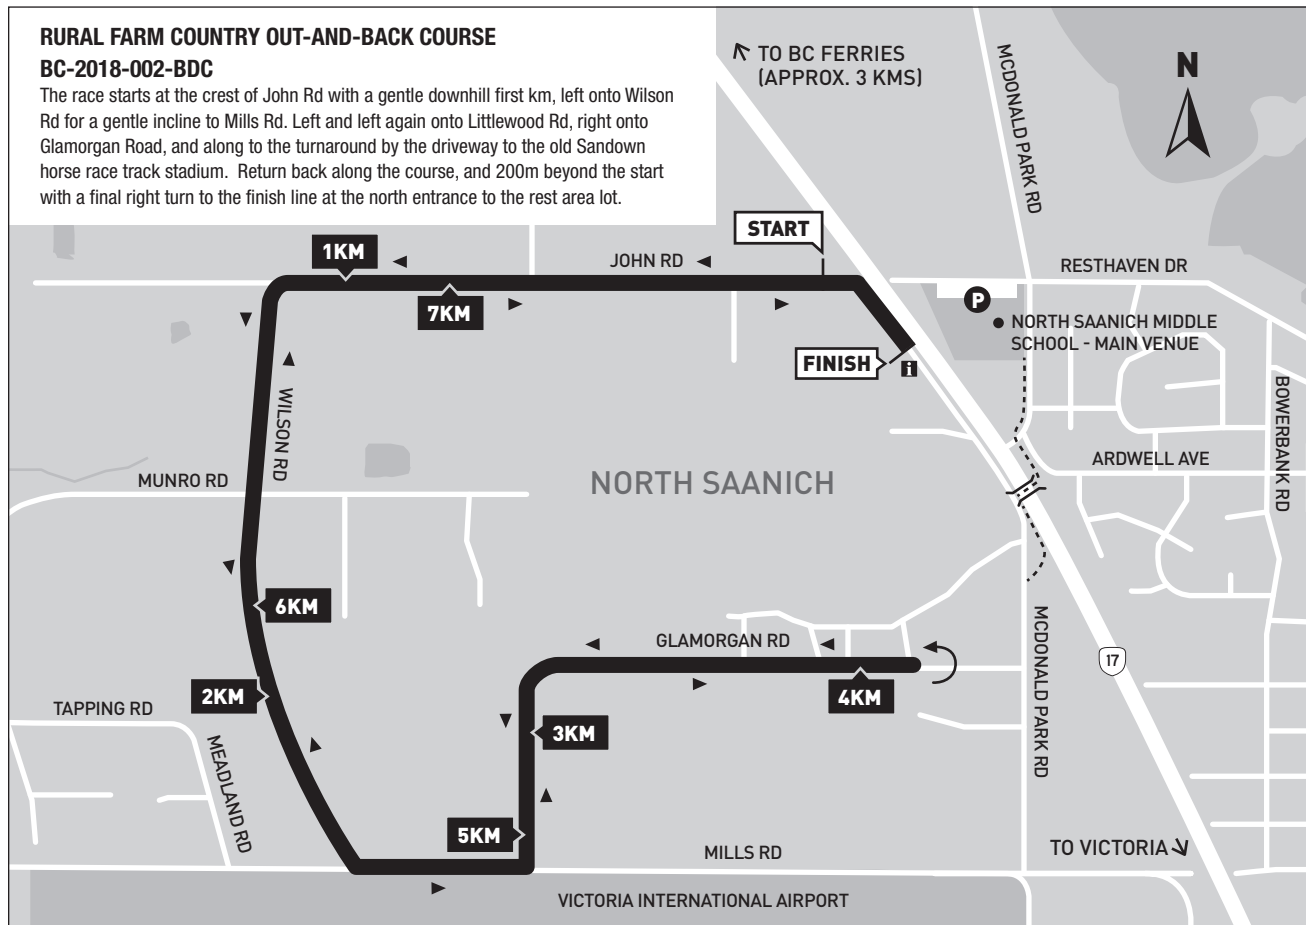 RURAL FARM COUNTRY OUT-AND-BACK COURSE
BC-2018-002-BDC
The race starts at the crest of John Rd with a gentle downhill first km, left onto Wilson
Rd for a gentle incline to Mills Rd. Left and left again onto Littlewood Rd, right onto
Glamorgan Road, and along to the turnaround by the driveway to the old Sandown
horse race track stadium.  Return back along the course, and 200m beyond the start
with a final right turn to the finish line at the north entrance to the rest area lot.
TO BC FERRIES
(APPROX. 3 KMS)
MCDONALD PARK RD
N
START
1KM
JOHN RD
RESTHAVEN DR
7KM
P
NORTH SAANICH MIDDLE
SCHOOL - MAIN VENUE
FINISH
i
WILSON RD
BOWERBANK RD
MUNRO RD
NORTH SAANICH
ARDWELL AVE
6KM
GLAMORGAN RD
MCDONALD PARK RD
17
2KM
4KM
TAPPING RD
3KM
MEADLAND RD
5KM
MILLS RD
TO VICTORIA
VICTORIA INTERNATIONAL AIRPORT